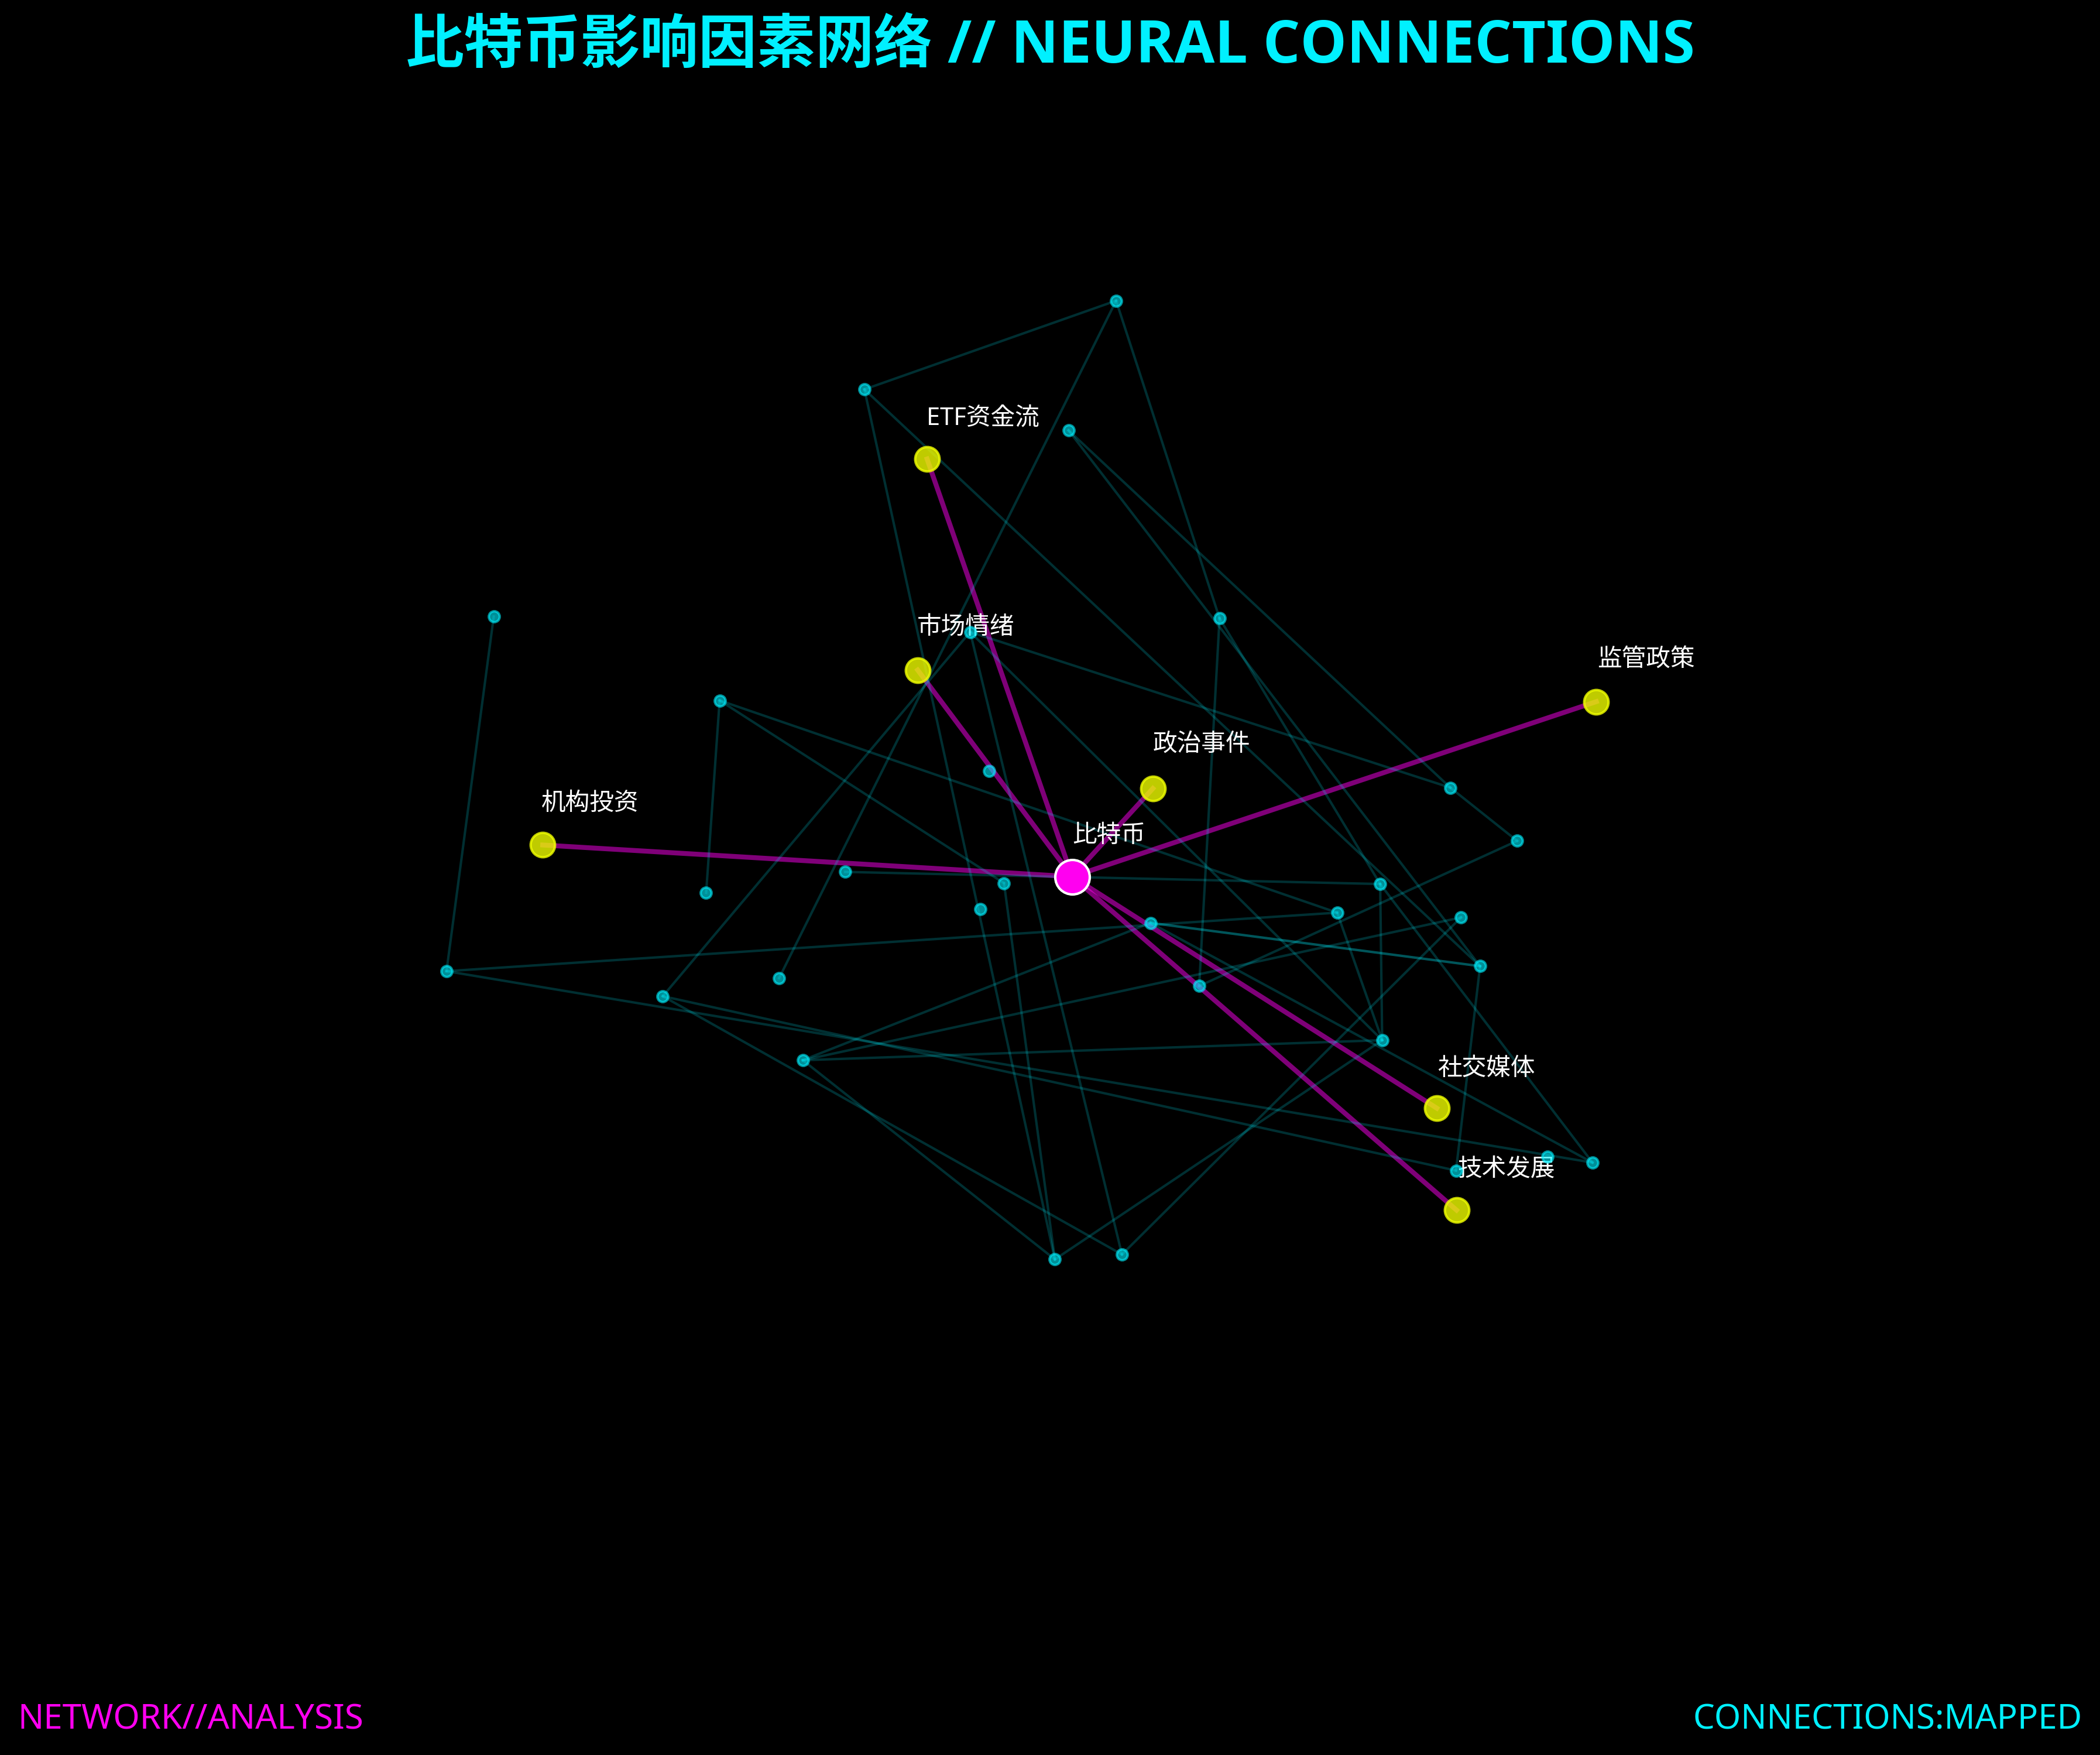 比特币影响因素网络 // NEURAL CONNECTIONS
ETF资金流
市场情绪
监管政策
政治事件
机构投资
比特币
社交媒体
技术发展
NETWORK//ANALYSIS
CONNECTIONS:MAPPED